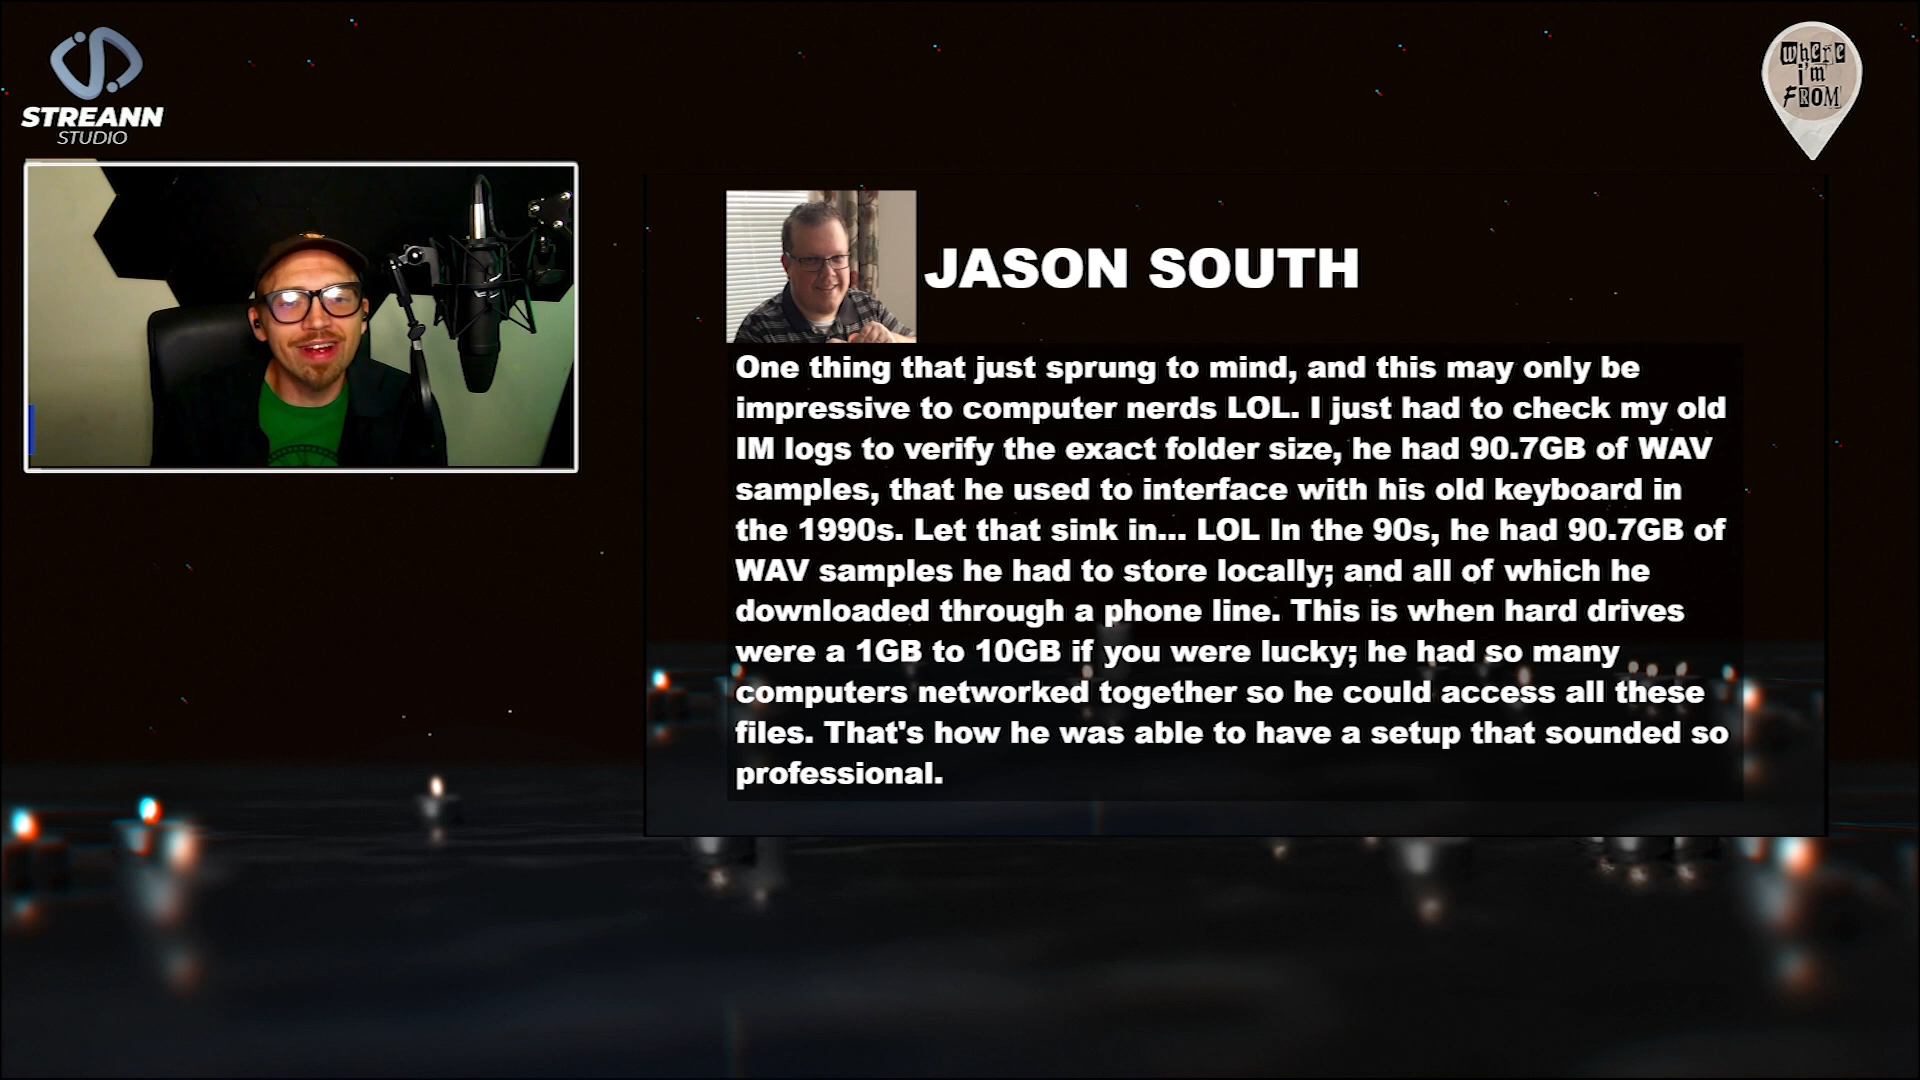 STREANN
STUDIO
where
i'm
FROM
JASON SOUTH
One thing that just sprung to mind, and this may only be
impressive to computer nerds LOL. I just had to check my old
IM logs to verify the exact folder size, he had 90.7GB of WAV
samples, that he used to interface with his old keyboard in
the 1990s. Let that sink in... LOL In the 90s, he had 90.7GB of
WAV samples he had to store locally; and all of which he
downloaded through a phone line. This is when hard drives
were a 1GB to 10GB if you were lucky; he had so many
computers networked together so he could access all these
files. That's how he was able to have a setup that sounded so
professional.